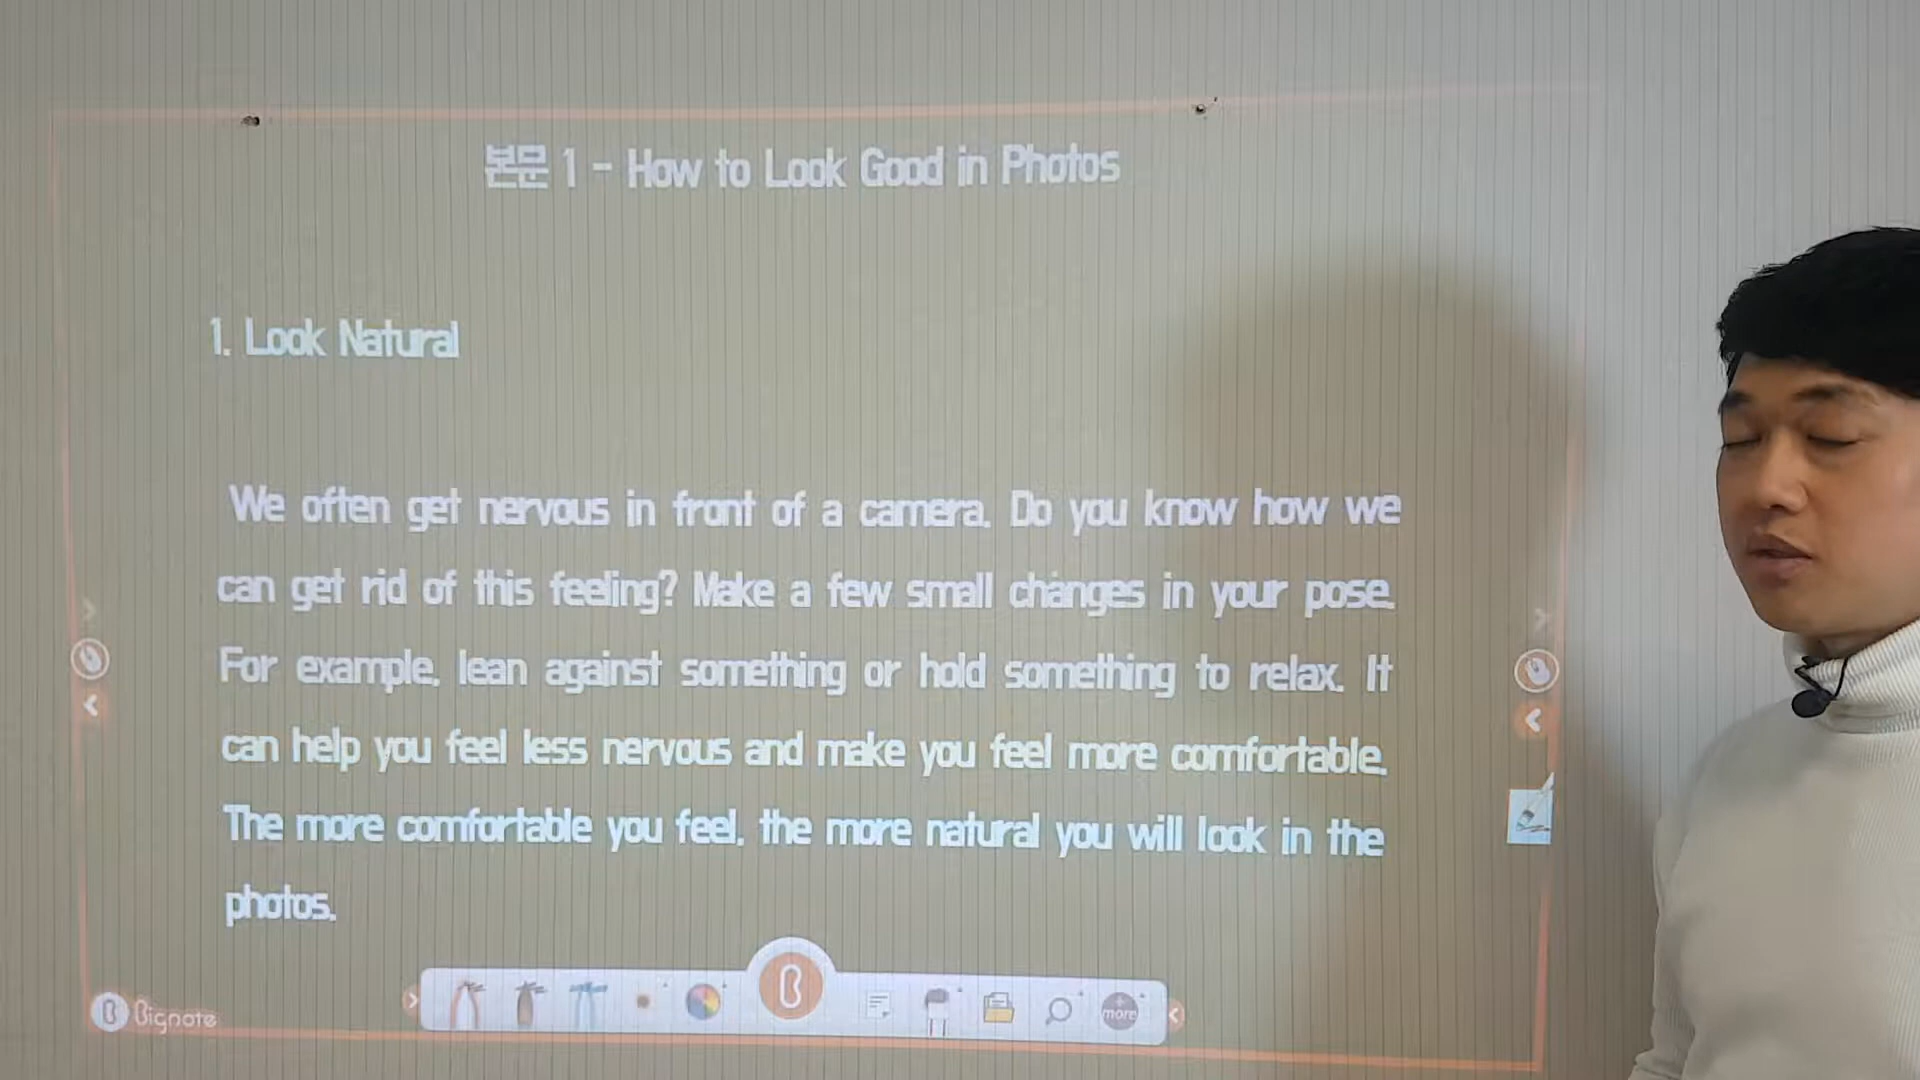 본문 1 - How to Look Good in Photos
1. Look Natural
We often get nervous in front of a camera. Do you know how we
can get rid of this feeling? Make a few small changes in your pose.
For example, lean against something or hold something to relax. It
can help you feel less nervous and make you feel more comfortable.
The more comfortable you feel, the more natural you will look in the
photos.
Bignote
more